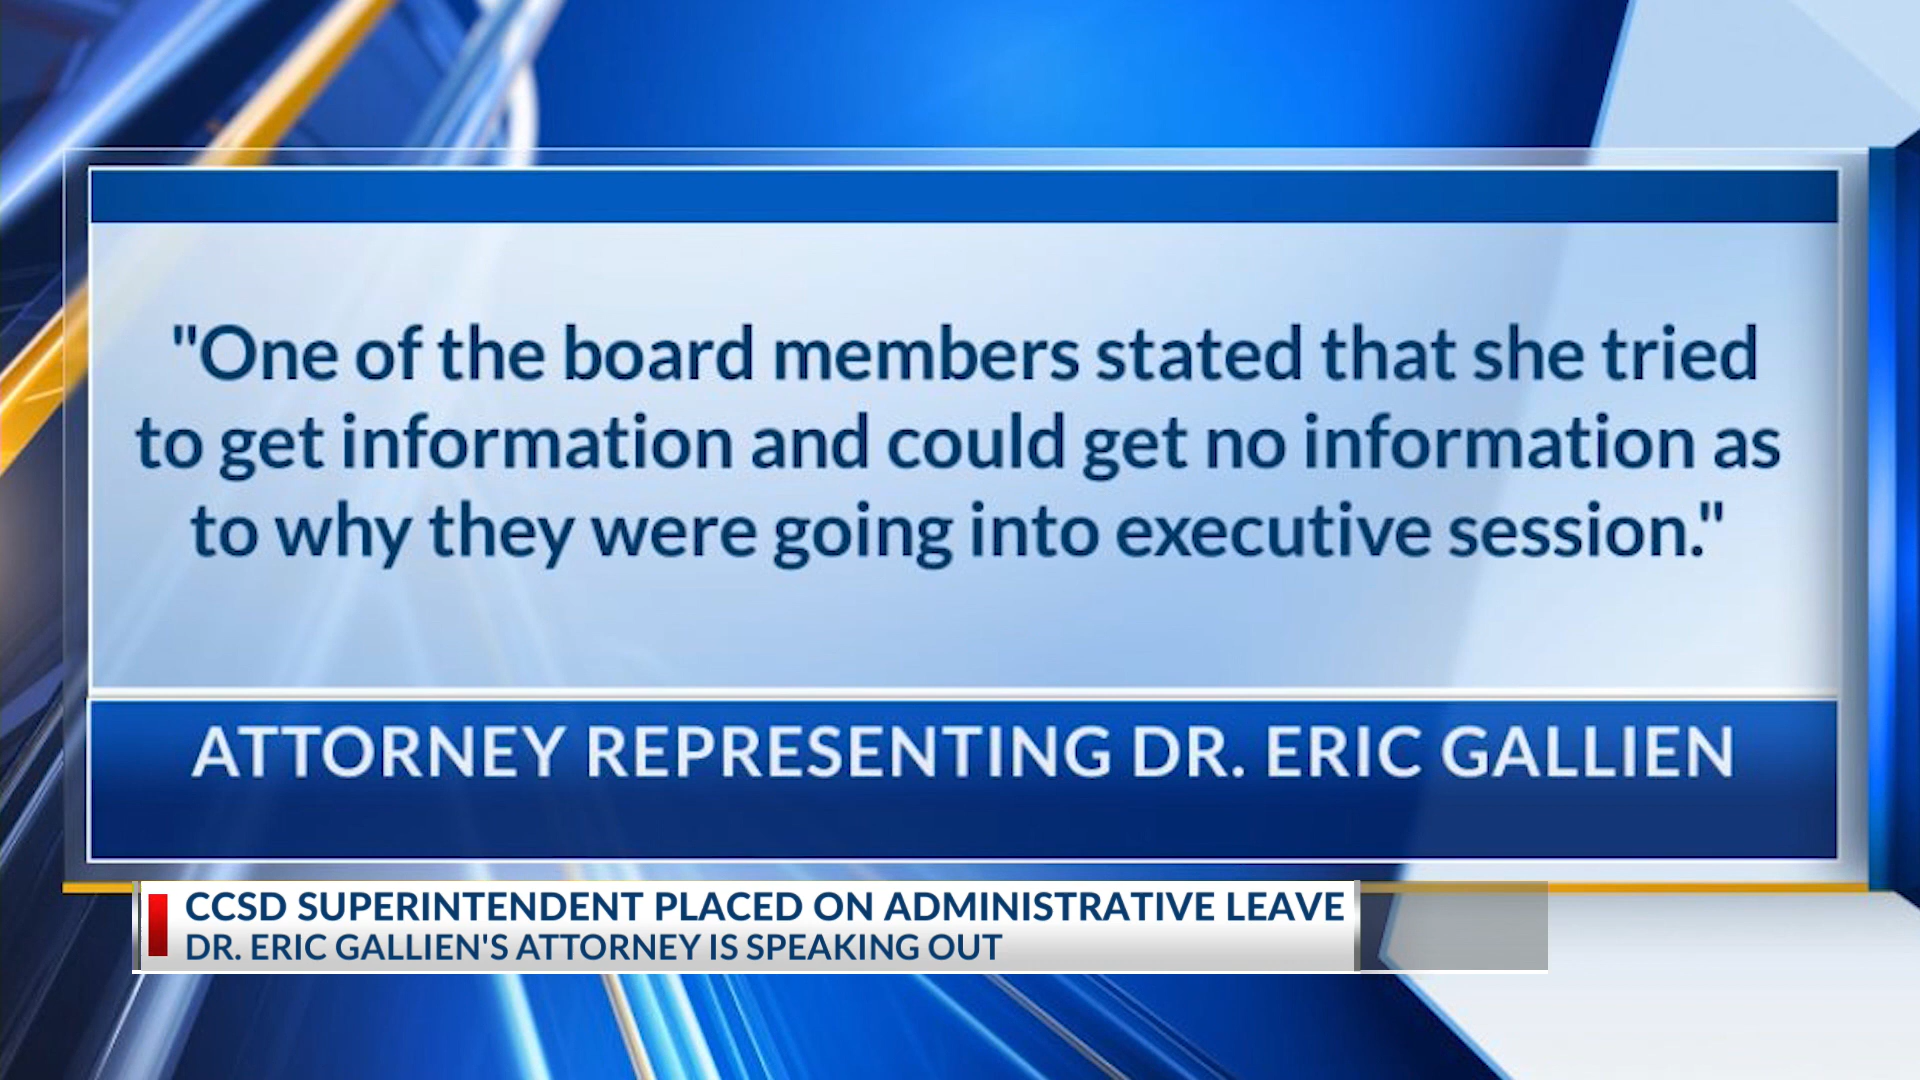 "One of the board members stated that she tried
to get information and could get no information as
to why they were going into executive session."
ATTORNEY REPRESENTING DR. ERIC GALLIEN
CCSD SUPERINTENDENT PLACED ON ADMINISTRATIVE LEAVE
DR. ERIC GALLIEN'S ATTORNEY IS SPEAKING OUT